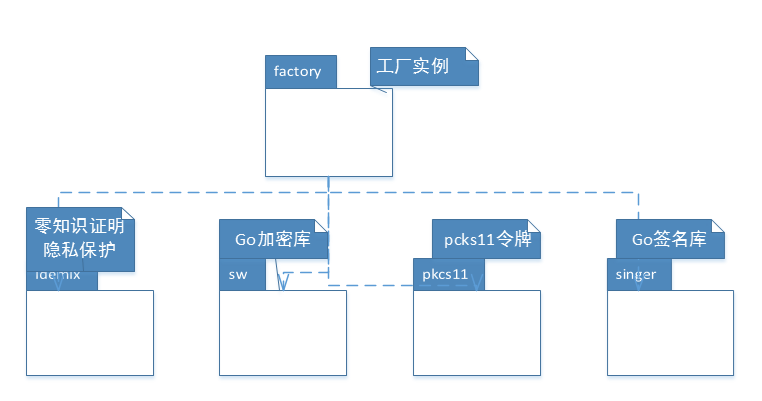 factory
工厂实例
零知识证明
隐私保护
Go加密库
pcks11令牌
Go签名库
idemix
sw
pkcs11
singer